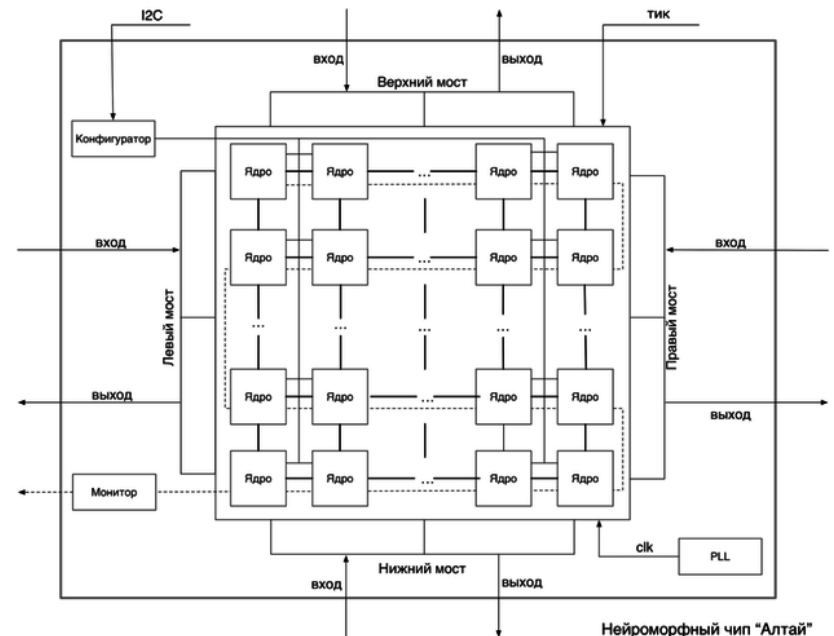 I2C
тик
вход
выход
Верхний мост
Конфигуратор
Ядро
Ядро
...
Ядро
Ядро
вход
вход
Ядро
Ядро
...
Ядро
Ядро
Левый мост
...
...
...
...
Правый мост
выход
выход
Ядро
Ядро
...
Ядро
Ядро
Монитор
Ядро
Ядро
...
Ядро
Ядро
clk
PLL
Нижний мост
вход
выход
Нейроморфный чип "Алтай"